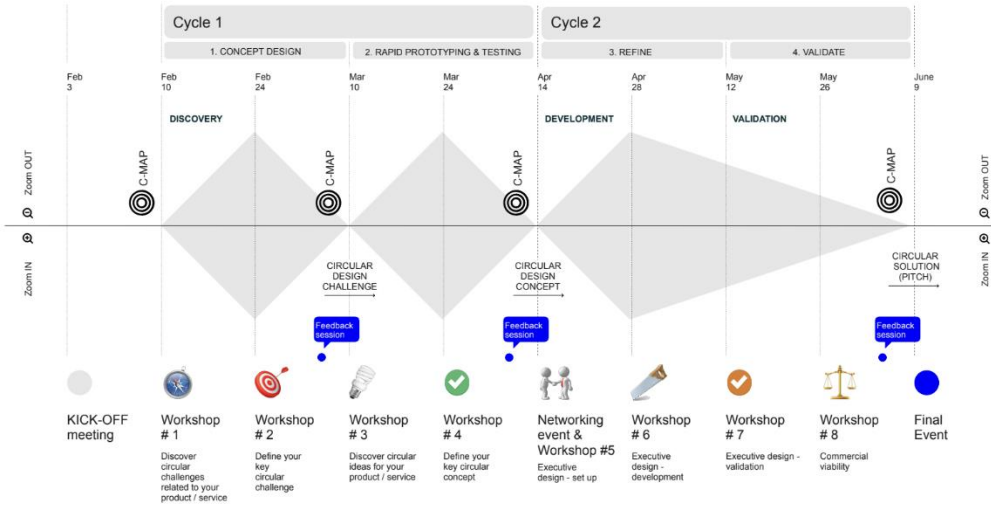 Cycle 1
Cycle 2
1. CONCEPT DESIGN
2. RAPID PROTOTYPING & TESTING
3. REFINE
4. VALIDATE
Feb
3
Feb
10
Feb
24
Mar
10
Mar
24
Apr
14
Apr
28
May
12
May
26
June
9
DISCOVERY
DEVELOPMENT
VALIDATION
Zoom OUT
C-MAP
C-MAP
C-MAP
C-MAP
Zoom OUT
Zoom IN
Zoom IN
CIRCULAR
DESIGN
CHALLENGE
CIRCULAR
DESIGN
CONCEPT
CIRCULAR
SOLUTION
(PITCH)
Feedback
session
Feedback
session
Feedback
session
KICK-OFF
meeting
Workshop
# 1
Discover
circular
challenges
related to your
product / service
Workshop
# 2
Define your
key
circular
challenge
Workshop
# 3
Discover circular
ideas for your
product / service
Workshop
# 4
Define your
key circular
concept
Networking
event &
Workshop #5
Executive
design - set up
Workshop
# 6
Executive
design -
development
Workshop
# 7
Executive design -
validation
Workshop
# 8
Commercial
viability
Final
Event